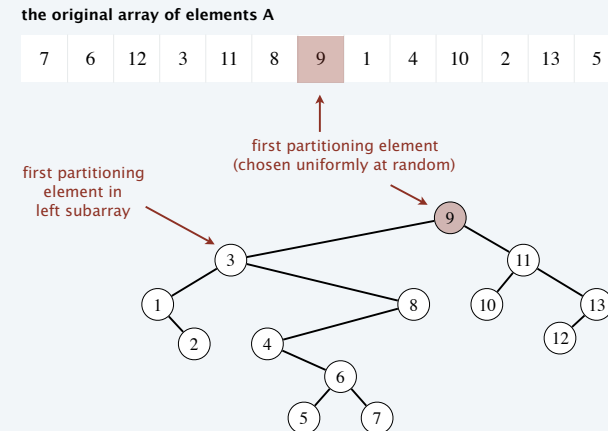 the original array of elements A
7 6 12 3 11 8 9 1 4 10 2 13 5
first partitioning element
(chosen uniformly at random)
first partitioning
element in
left subarray
9
3 11
1 8 10 13
2 4 12
6
5 7